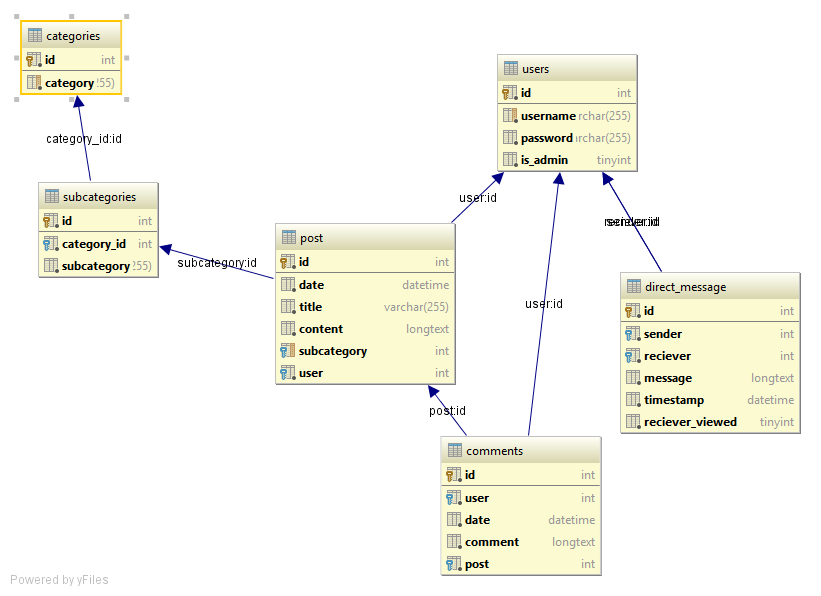 categories
id int
category 55)
category_id:id
subcategories
id int
category_id int
subcategory 255)
subcategory:id
users
id int
username rchar(255)
password archar(255)
is_admin tinyint
user:id
post
id int
date datetime
title varchar(255)
content longtext
subcategory int
user int
user:id
direct_message
id int
sender int
reciever int
message longtext
timestamp datetime
reciever_viewed tinyint
post:id
comments
id int
user int
date datetime
comment longtext
post int
Powered by yFiles